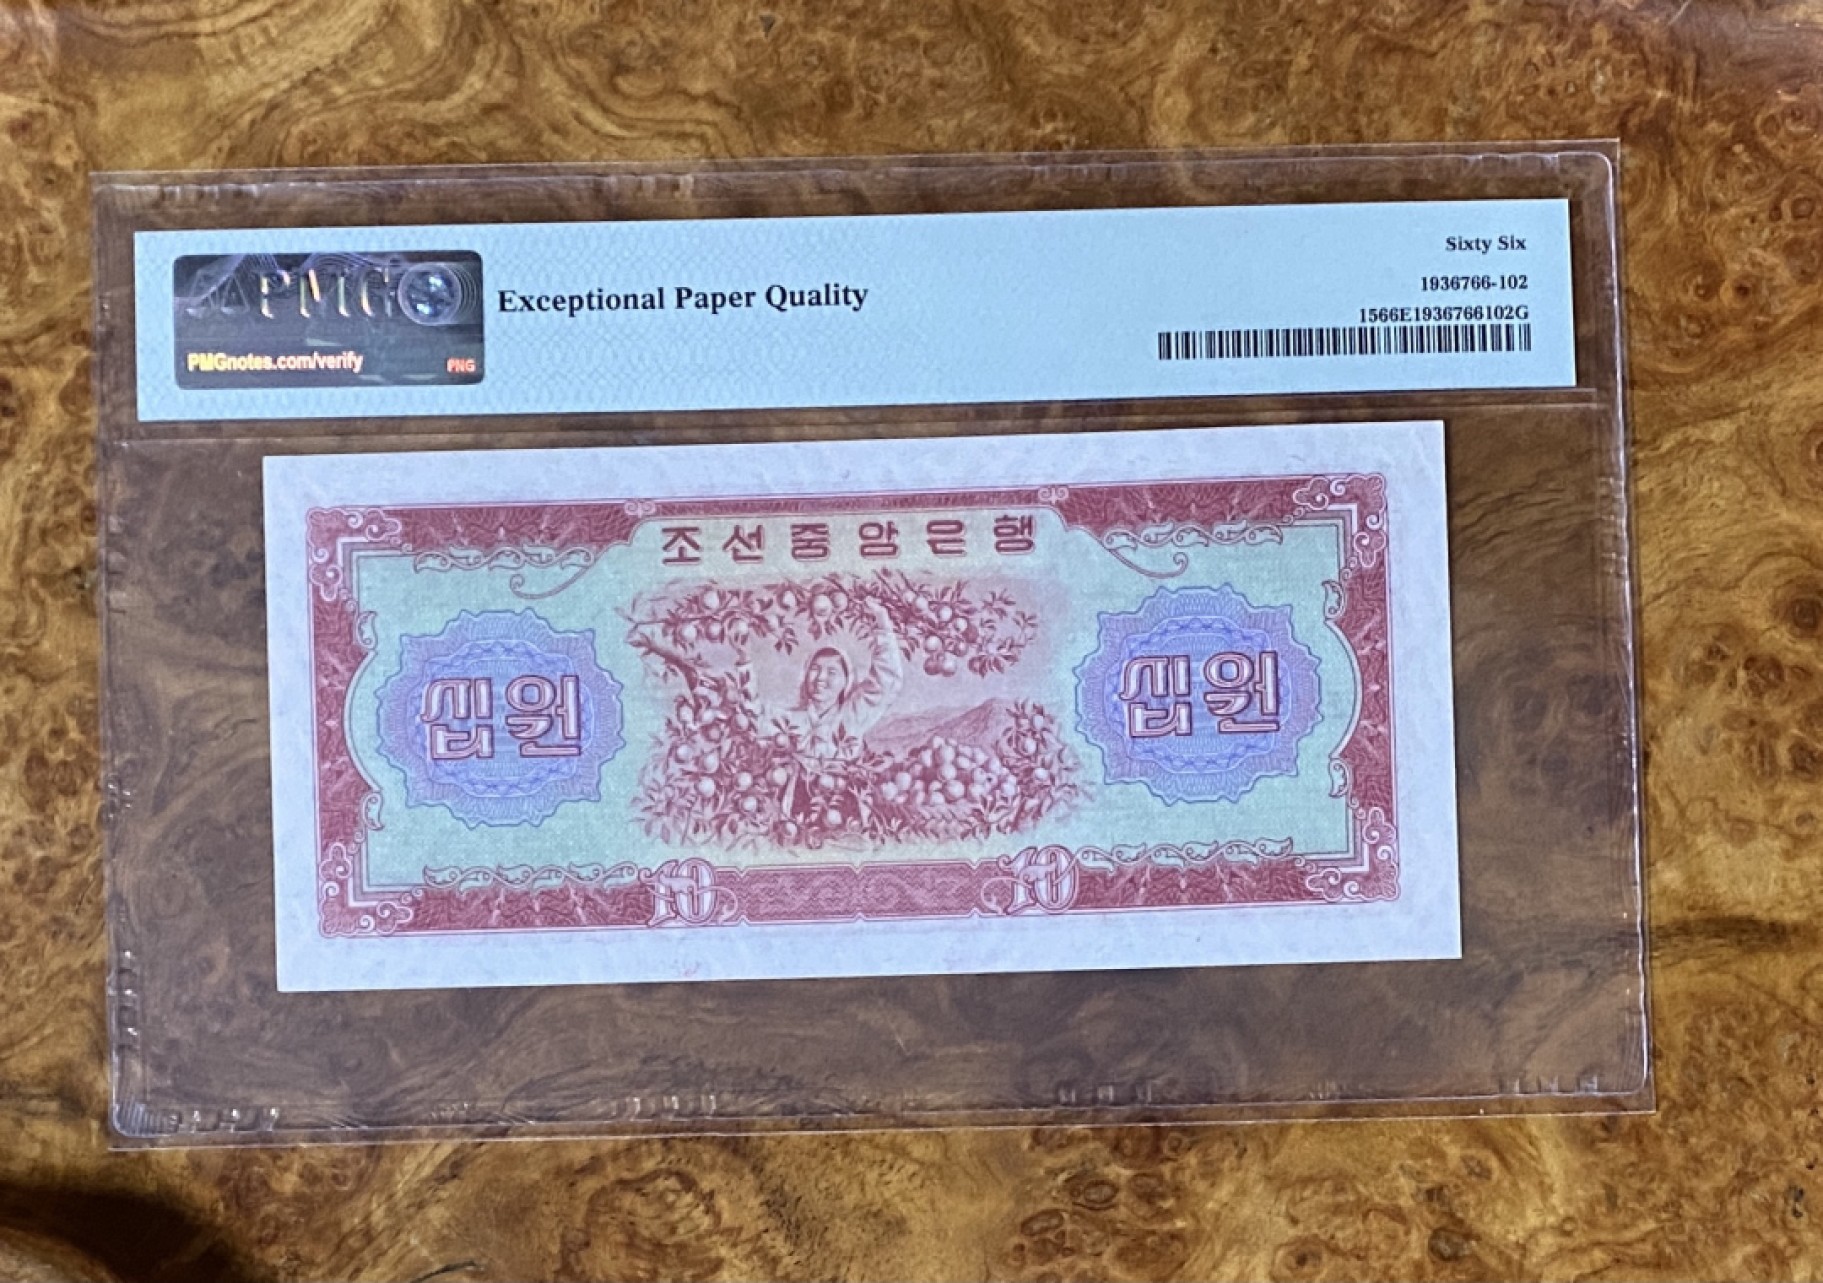 PMG
PMGnotes.com/verify
PMG
Exceptional Paper Quality
Sixty Six
1936766-102
1566E1936766102G
조선중앙은행
십원
십원
10
10